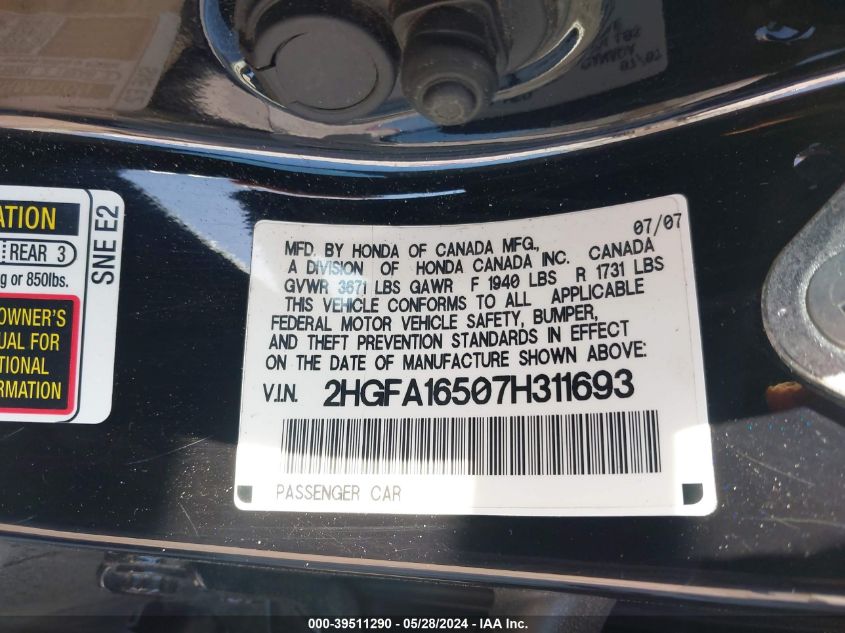 ATION
REAR 3
g or 850lbs.
OWNER'S
UAL FOR
TIONAL
RMATION
SNE E2
07/07
MFD. BY HONDA OF CANADA MFG.,
A DIVISION OF HONDA CANADA INC. CANADA
GVWR 3671 LBS GAWR F 1940 LBS R 1731 LBS
THIS VEHICLE CONFORMS TO ALL APPLICABLE
FEDERAL MOTOR VEHICLE SAFETY, BUMPER,
AND THEFT PREVENTION STANDARDS IN EFFECT
ON THE DATE OF MANUFACTURE SHOWN ABOVE:
V.I.N. 2HGFA16507H311693
PASSENGER CAR
000-39511290 - 05/28/2024 - IAA Inc.